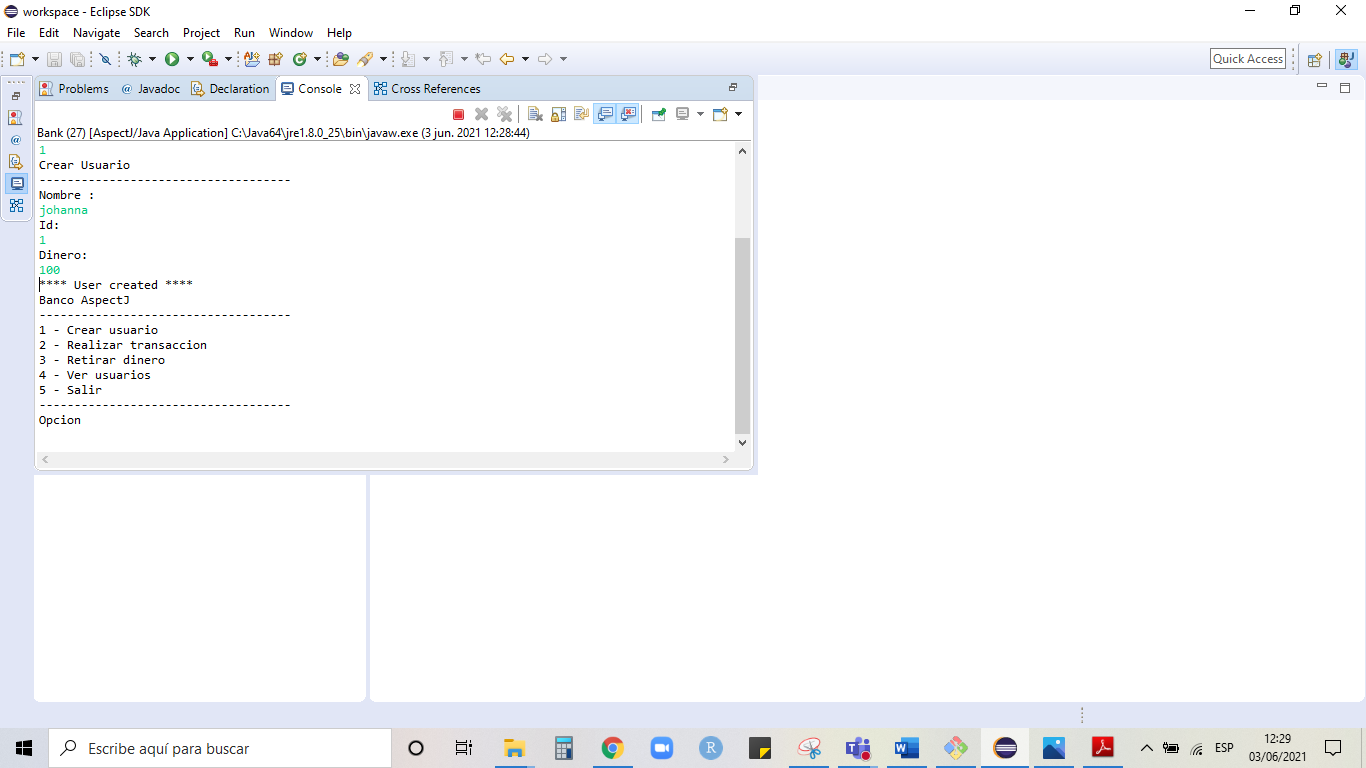 workspace - Eclipse SDK
File Edit Navigate Search Project Run Window Help
Quick Access
Problems @ Javadoc Declaration Console Cross References
Bank (27) [AspectJ/Java Application] C:\Java64\jre1.8.0_25\bin\javaw.exe (3 jun. 2021 12:28:44)
1
Crear Usuario
------------------------------------
Nombre :
johanna
Id:
1
Dinero:
100
**** User created ****
Banco AspectJ
------------------------------------
1 - Crear usuario
2 - Realizar transaccion
3 - Retirar dinero
4 - Ver usuarios
5 - Salir
------------------------------------
Opcion
Escribe aquí para buscar
R
ESP
12:29
03/06/2021